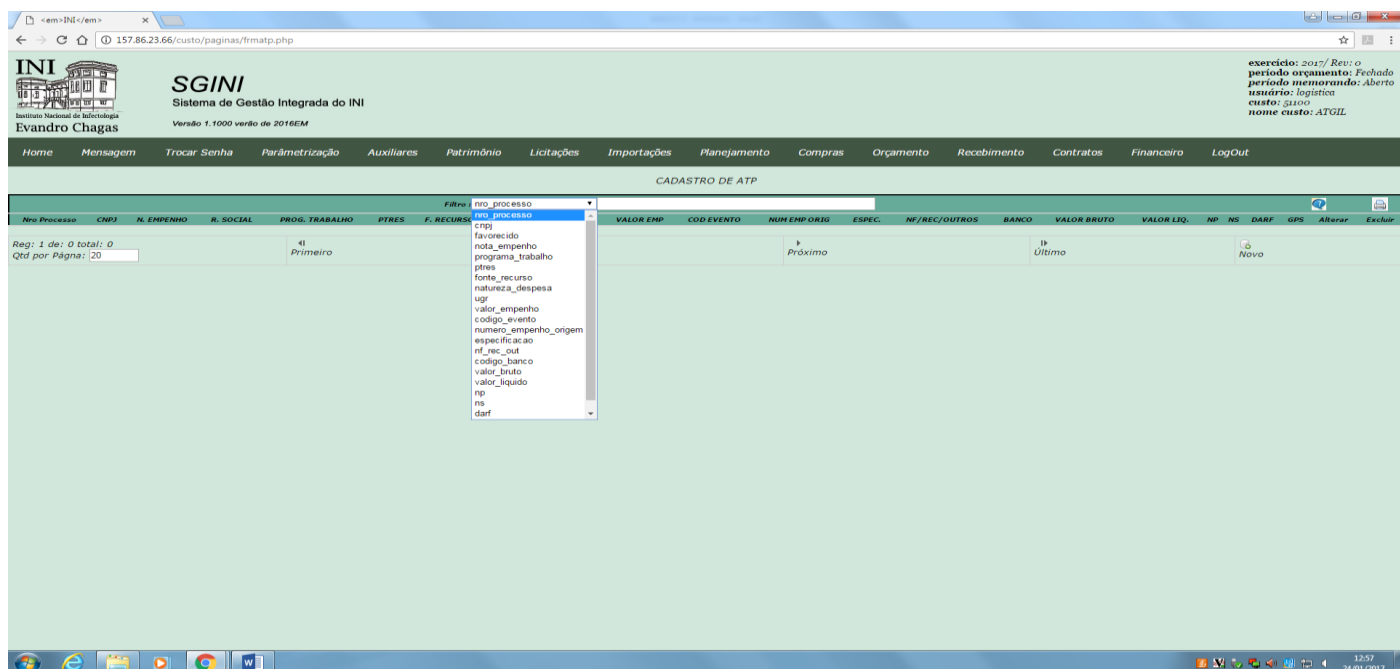 <em>INI</em>
157.86.23.66/custo/paginas/frmatp.php
INI
Instituto Nacional de Infectologia
Evandro Chagas
SGINI
Sistema de Gestão Integrada do INI
Versão 1.1000 verão de 2016EM
exercício: 2017/ Rev: 0
período orçamento: Fechado
período memorando: Aberto
usuário: logistica
custo: 51100
nome custo: ATGIL
Home Mensagem Trocar Senha Parâmetrização Auxiliares Patrimônio Licitações Importações Planejamento Compras Orçamento Recebimento Contratos Financeiro LogOut
CADASTRO DE ATP
Filtro : nro_processo
Nro Processo CNPJ N. EMPENHO R. SOCIAL PROG. TRABALHO PTRES F. RECURSO VALOR EMP COD EVENTO NUM EMP ORIG ESPEC. NF/REC/OUTROS BANCO VALOR BRUTO VALOR LIQ. NP NS DARF GPS Alterar Excluir
nro_processo
cnpj
favorecido
nota_empenho
programa_trabalho
ptres
fonte_recurso
natureza_despesa
ugr
valor_empenho
codigo_evento
numero_empenho_origem
especificacao
nf_rec_out
codigo_banco
valor_bruto
valor_liquido
np
ns
darf
Reg: 1 de: 0 total: 0
Qtd por Págna: 20
Primeiro
Próximo
Último
Novo
12:57
24/01/2017